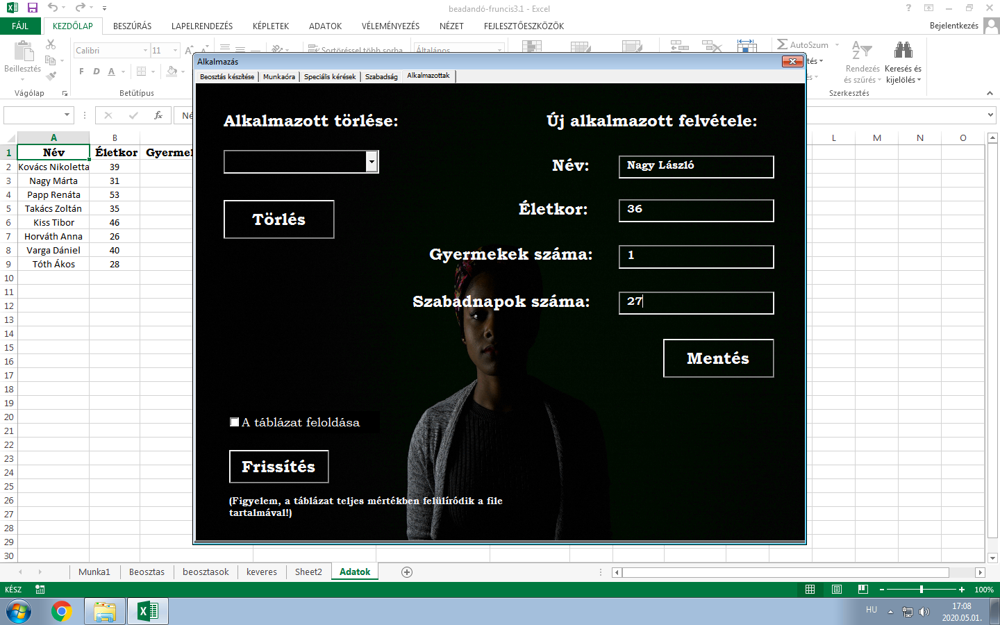 beadandó-fruncis3.1 - Excel
FÁJL KEZDŐLAP BESZÚRÁS LAPELRENDEZÉS KÉPLETEK ADATOK VÉLEMÉNYEZÉS NÉZET FEJLESZTŐESZKÖZÖK Bejelentkezés
Calibri 11 Sortöréssel több sorba Általános AutoSzum
Beillesztés F D A Rendezés és szűrés Keresés és kijelölés
Vágólap Betűtípus Szerkesztés
Alkalmazás
Beosztás készítése Munkaóra Speciális kérések Szabadság Alkalmazottak
Alkalmazott törlése:
Törlés
Új alkalmazott felvétele:
Név: Nagy László
Életkor: 36
Gyermekek száma: 1
Szabadnapok száma: 27
Mentés
A táblázat feloldása
Frissítés
(Figyelem, a táblázat teljes mértékben felülíródik a file
tartalmával!)
A B L M N O
1 Név Életkor
2 Kovács Nikoletta 39
3 Nagy Márta 31
4 Papp Renáta 53
5 Takács Zoltán 35
6 Kiss Tibor 46
7 Horváth Anna 26
8 Varga Dániel 40
9 Tóth Ákos 28
10
11
12
13
14
15
16
17
18
19
20
21
22
23
24
25
26
27
28
29
30
Munka1 Beosztas beosztasok keveres Sheet2 Adatok
KÉSZ 100%
HU 17:08
2020.05.01.